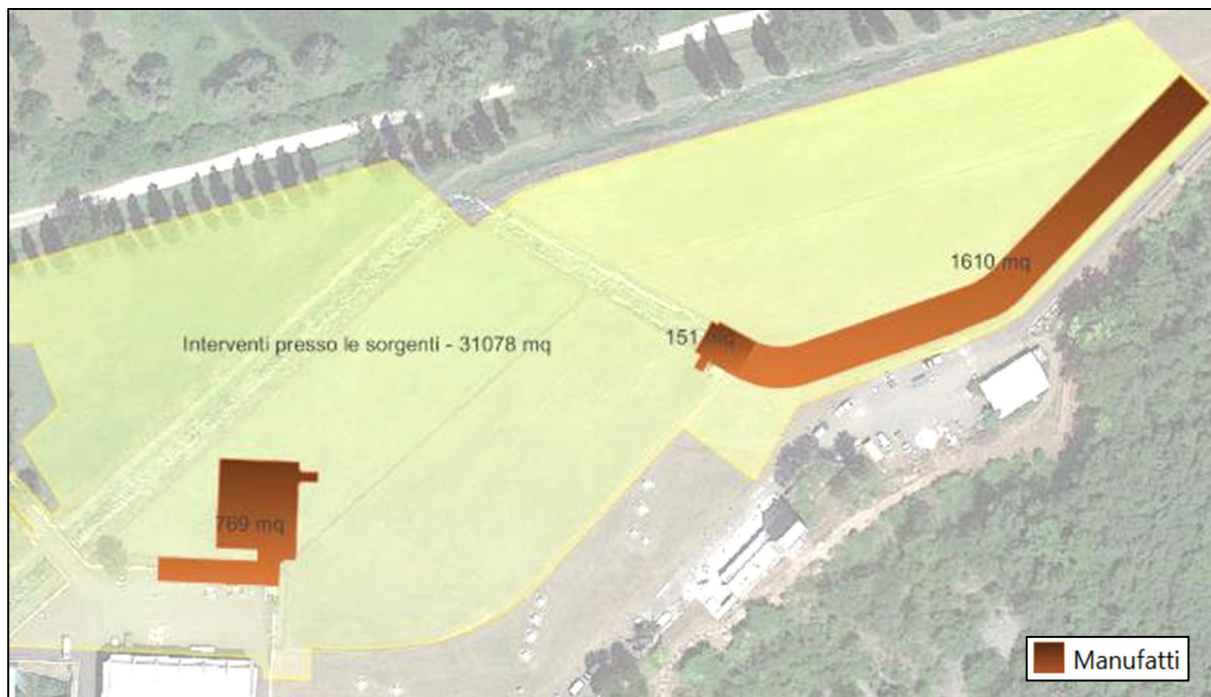 1610 mq
151 mq
Interventi presso le sorgenti - 31078 mq
769 mq
Manufatti